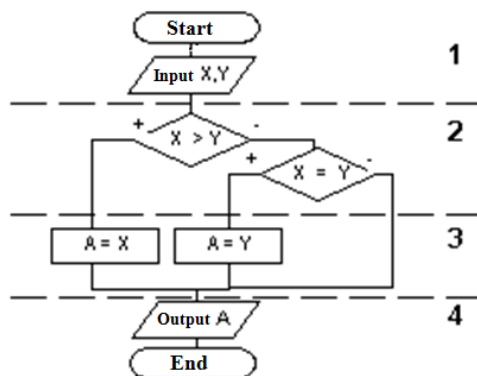 Start
Input X,Y
1
+ X > Y -
2
+ X = Y -
A = X A = Y
3
Output A
4
End